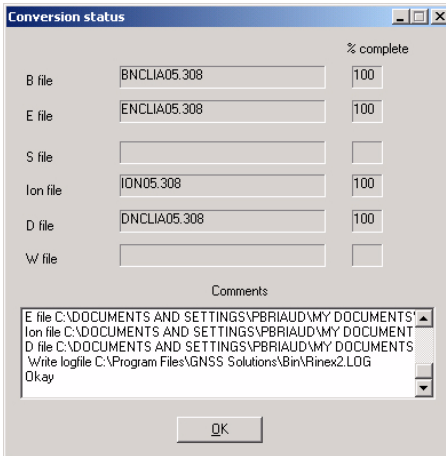 Conversion status
% complete
B file BNCLIA05.308 100
E file ENCLIA05.308 100
S file
Ion file ION05.308 100
D file DNCLIA05.308 100
W file
Comments
E file C:\DOCUMENTS AND SETTINGS\PBRIAUD\MY DOCUMENTS\
Ion file C:\DOCUMENTS AND SETTINGS\PBRIAUD\MY DOCUMENT
D file C:\DOCUMENTS AND SETTINGS\PBRIAUD\MY DOCUMENTS
Write logfile C:\Program Files\GNSS Solutions\Bin\Rinex2.LOG
Okay
OK